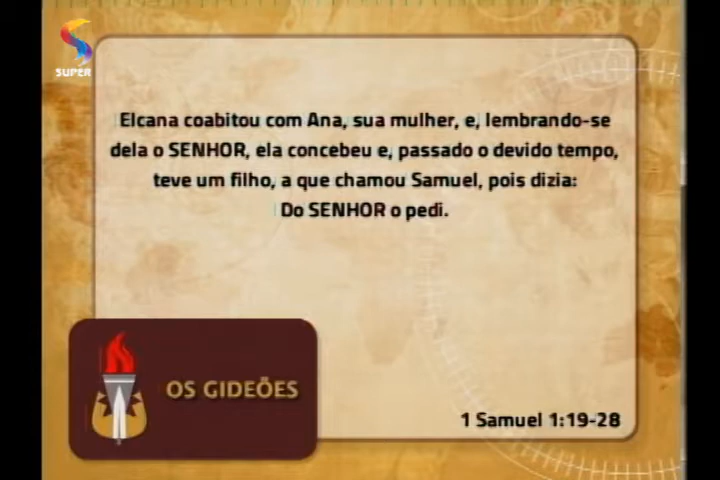 SUPER
Elcana coabitou com Ana, sua mulher, e, lembrando-se
dela o SENHOR, ela concebeu e, passado o devido tempo,
teve um filho, a que chamou Samuel, pois dizia:
Do SENHOR o pedi.
OS GIDEÕES
1 Samuel 1:19-28